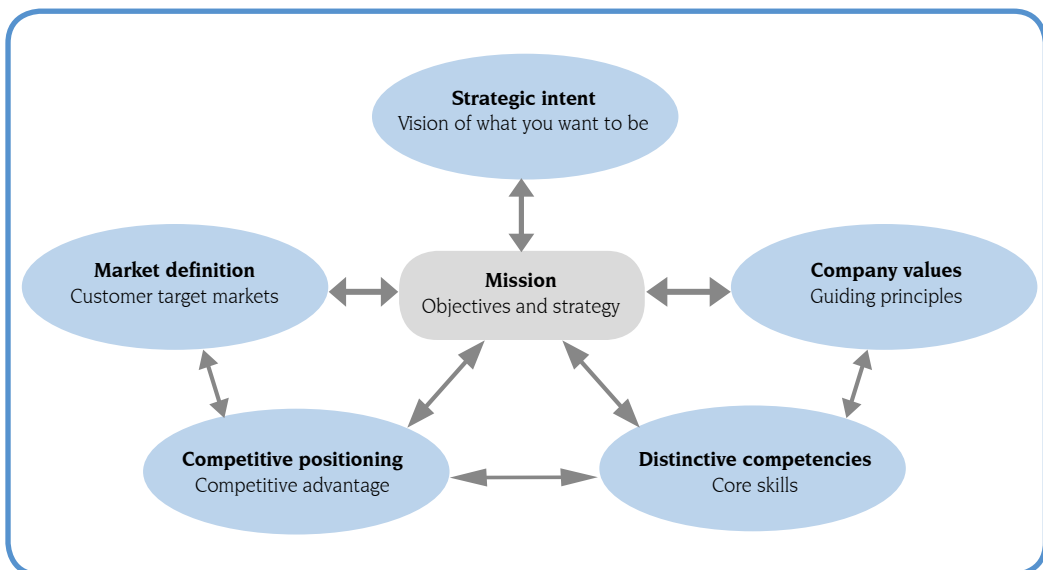 Strategic intent
Vision of what you want to be
Market definition
Customer target markets
Mission
Objectives and strategy
Company values
Guiding principles
Competitive positioning
Competitive advantage
Distinctive competencies
Core skills